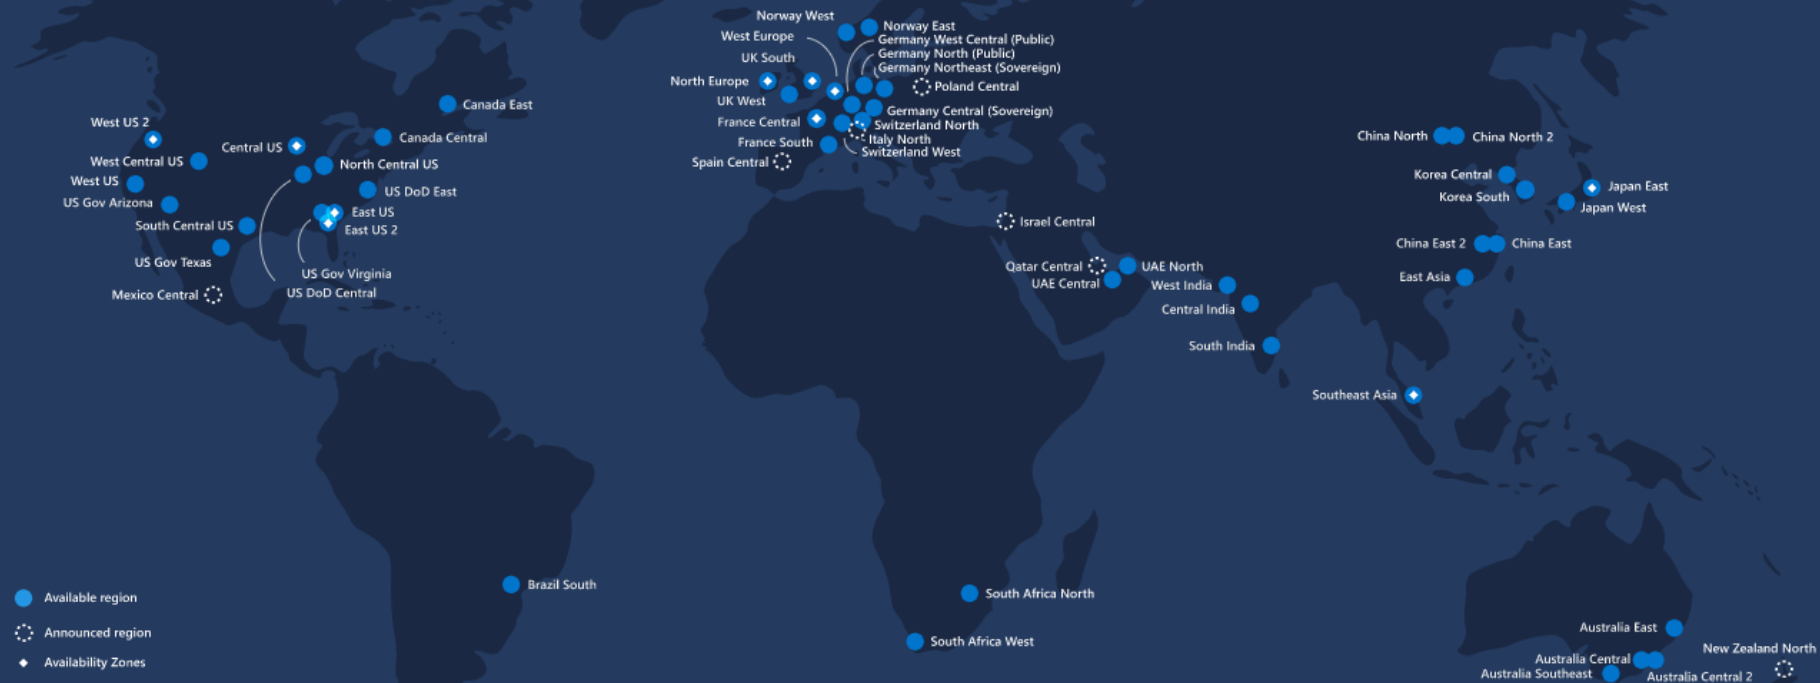 Norway West
Norway East
West Europe
Germany West Central (Public)
Germany North (Public)
UK South
Germany Northeast (Sovereign)
North Europe
Poland Central
UK West
Germany Central (Sovereign)
France Central
Switzerland North
Italy North
France South
Switzerland West
Spain Central
Canada East
West US 2
Canada Central
Central US
West Central US
North Central US
West US
US DoD East
US Gov Arizona
East US
South Central US
East US 2
US Gov Texas
US Gov Virginia
Mexico Central
US DoD Central
Israel Central
Qatar Central
UAE North
UAE Central
West India
Central India
South India
China North
China North 2
Korea Central
Japan East
Korea South
Japan West
China East 2
China East
East Asia
Southeast Asia
Brazil South
South Africa North
South Africa West
Australia East
New Zealand North
Australia Central
Australia Southeast
Australia Central 2
Available region
Announced region
Availability Zones